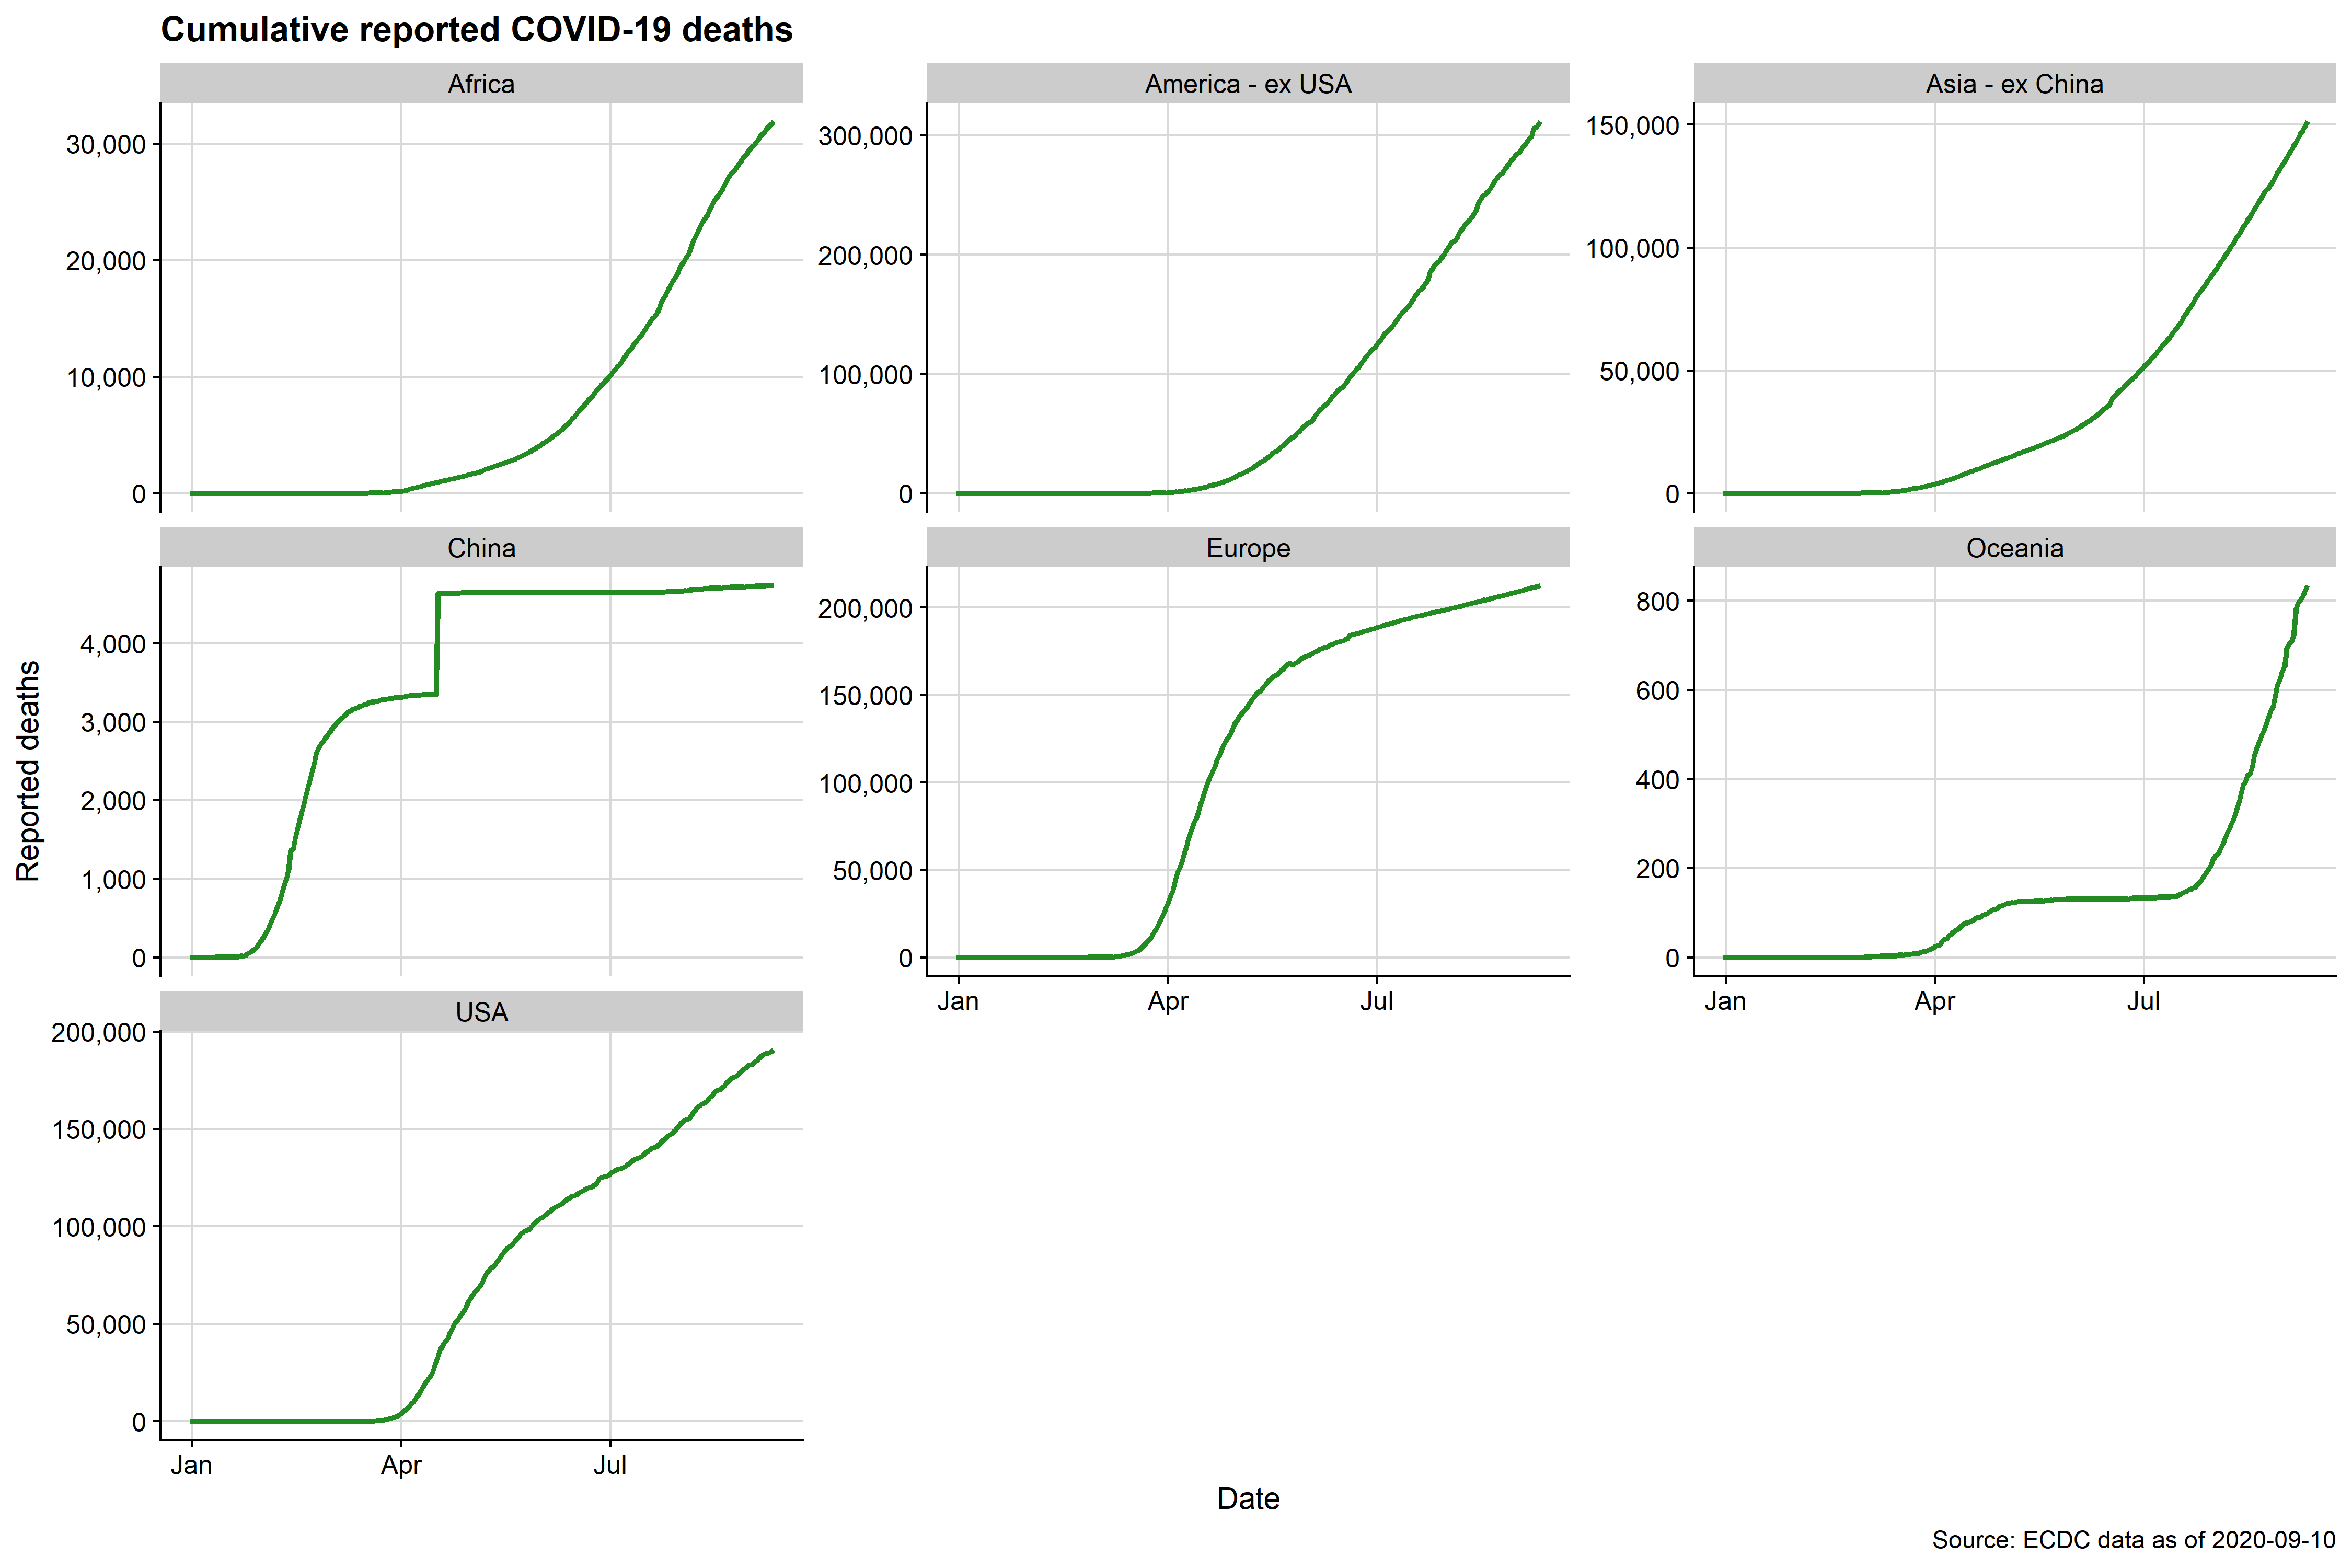 Cumulative reported COVID-19 deaths
Africa
America - ex USA
Asia - ex China
30,000
20,000
10,000
0
300,000
200,000
100,000
0
150,000
100,000
50,000
0
China
Europe
Oceania
4,000
3,000
2,000
1,000
0
200,000
150,000
100,000
50,000
0
800
600
400
200
0
Jan Apr Jul
Jan Apr Jul
Reported deaths
USA
200,000
150,000
100,000
50,000
0
Jan Apr Jul
Date
Source: ECDC data as of 2020-09-10